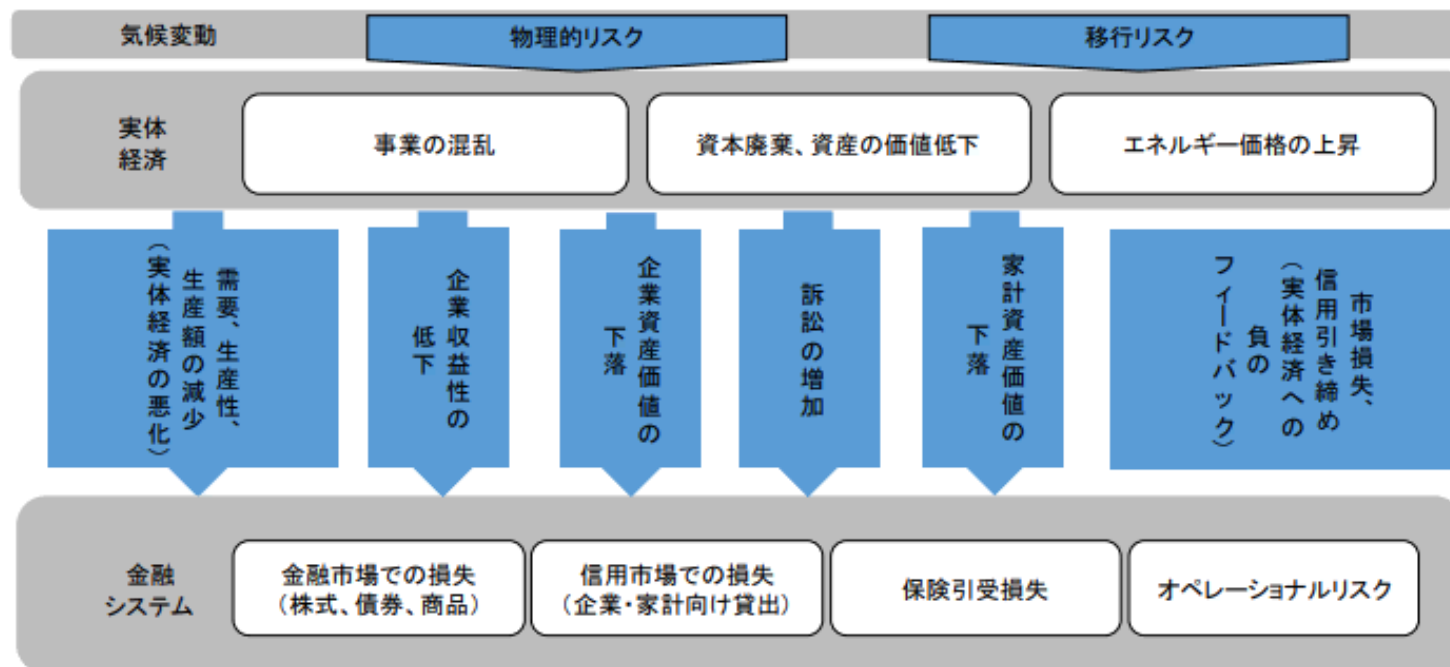 気候変動
物理的リスク
移行リスク
実体
経済
事業の混乱
資本廃棄、資産の価値低下
エネルギー価格の上昇
需要、生産性、
生産額の減少
（実体経済の悪化）
企業収益性の
低下
企業資産価値の
下落
訴訟の増加
家計資産価値の
下落
市場損失、
信用引き締め
（実体経済への
負の
フィードバック）
金融
システム
金融市場での損失
（株式、債券、商品）
信用市場での損失
（企業・家計向け貸出）
保険引受損失
オペレーショナルリスク